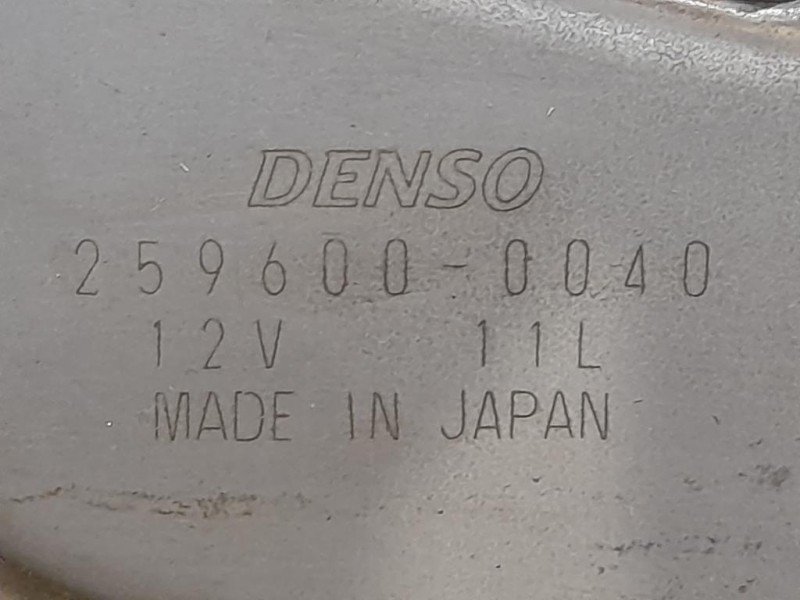 DENSO
259600-0040
12V 11L
MADE IN JAPAN